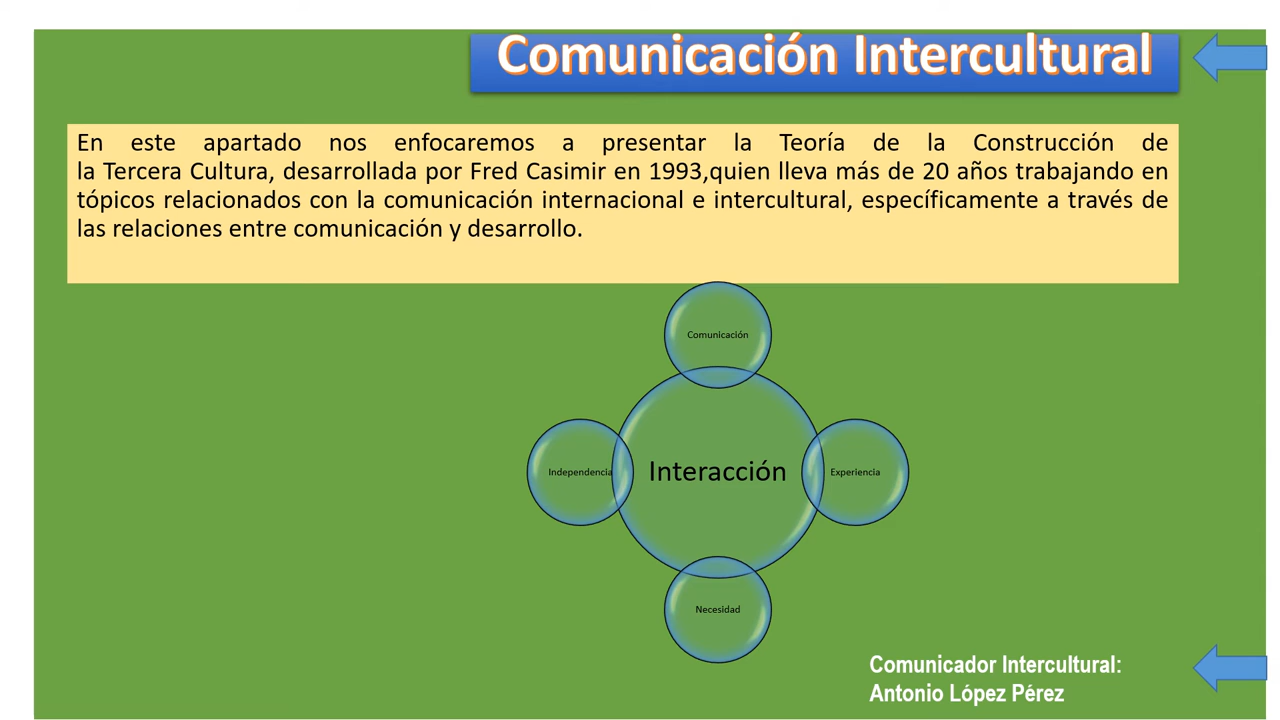 Comunicación Intercultural
En este apartado nos enfocaremos a presentar la Teoría de la Construcción de
la Tercera Cultura, desarrollada por Fred Casimir en 1993,quien lleva más de 20 años trabajando en
tópicos relacionados con la comunicación internacional e intercultural, específicamente a través de
las relaciones entre comunicación y desarrollo.
Comunicación
Independencia
Interacción
Experiencia
Necesidad
Comunicador Intercultural:
Antonio López Pérez